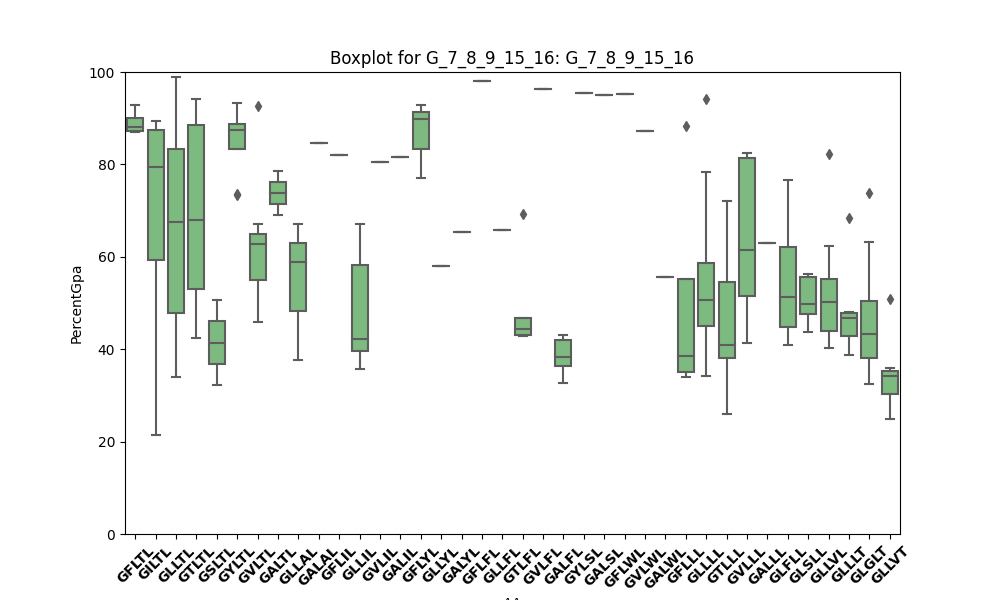 Boxplot for G_7_8_9_15_16: G_7_8_9_15_16
PercentGpa
100
80
60
40
20
0
GFLTL
GILTL
GLLTL
GTLTL
GSLTL
GYLTL
GVLTL
GALTL
GLLAL
GALAL
GFLIL
GLLIL
GVLIL
GALIL
GFLYL
GLLYL
GALYL
GFLFL
GLLFL
GTLFL
GVLFL
GALFL
GYLSL
GALSL
GFLWL
GVLWL
GALWL
GFLLL
GLLLL
GTLLL
GVLLL
GALLL
GLFLL
GLSLL
GLLVL
GLLLT
GLGLT
GLLVT